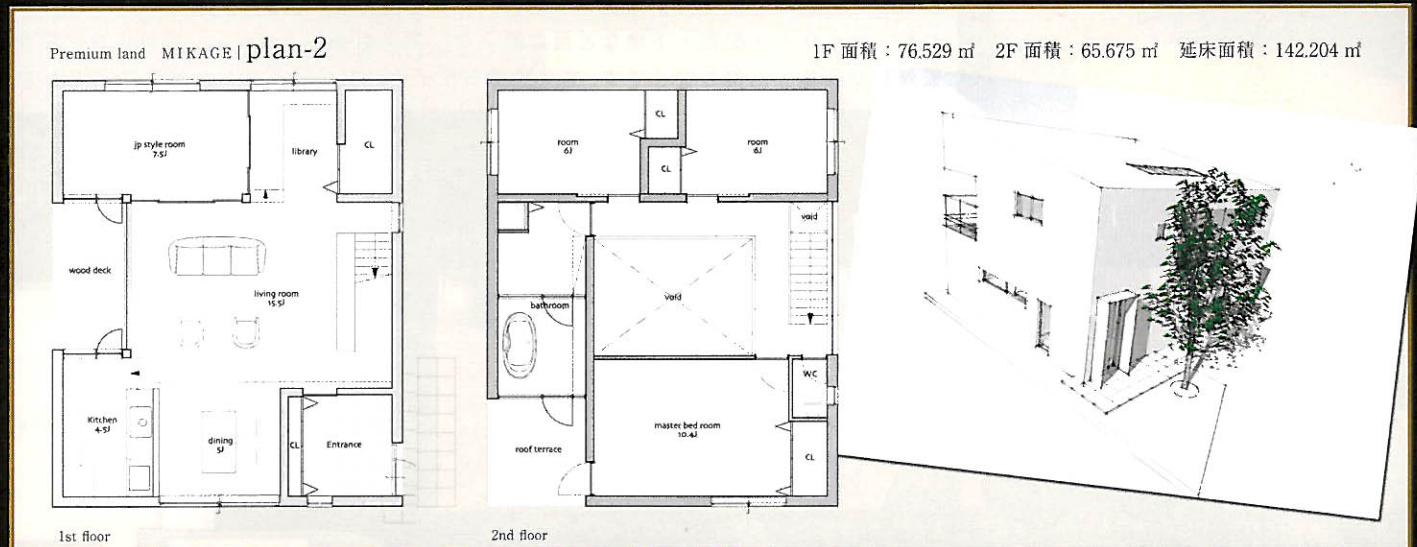 Premium land MIKAGE | plan-2
1F 面積：76.529 ㎡ 2F 面積：65.675 ㎡ 延床面積：142.204 ㎡
jp style room
7.5J
library
CL
wood deck
living room
15.5J
Kitchen
4.5J
dining
5J
CL
Entrance
1st floor
room
6J
CL
CL
room
6J
void
void
bathroom
WC
master bed room
10.4J
roof terrace
CL
2nd floor